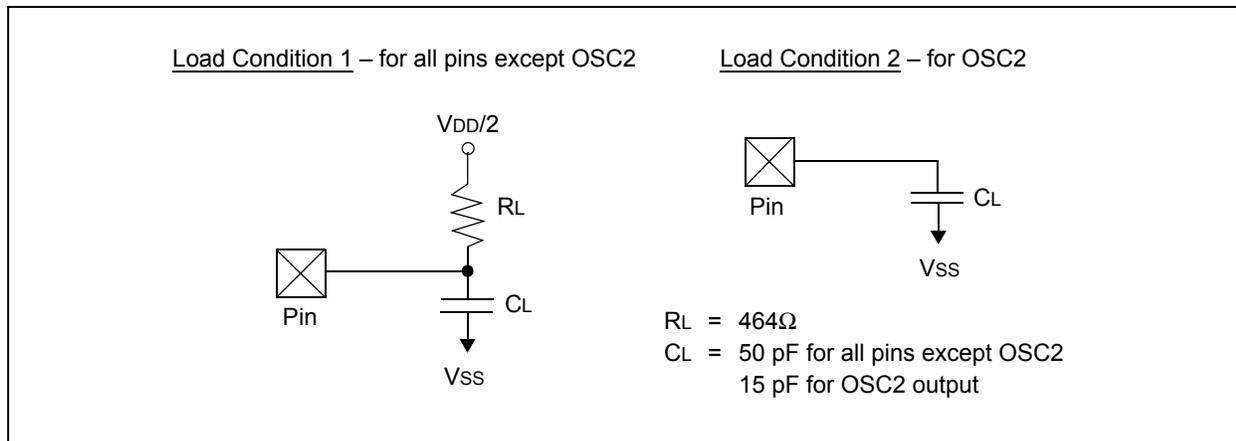 Load Condition 1 – for all pins except OSC2
VDD/2
RL
Pin
CL
VSS
Load Condition 2 – for OSC2
Pin
CL
VSS
RL = 464Ω
CL = 50 pF for all pins except OSC2
15 pF for OSC2 output